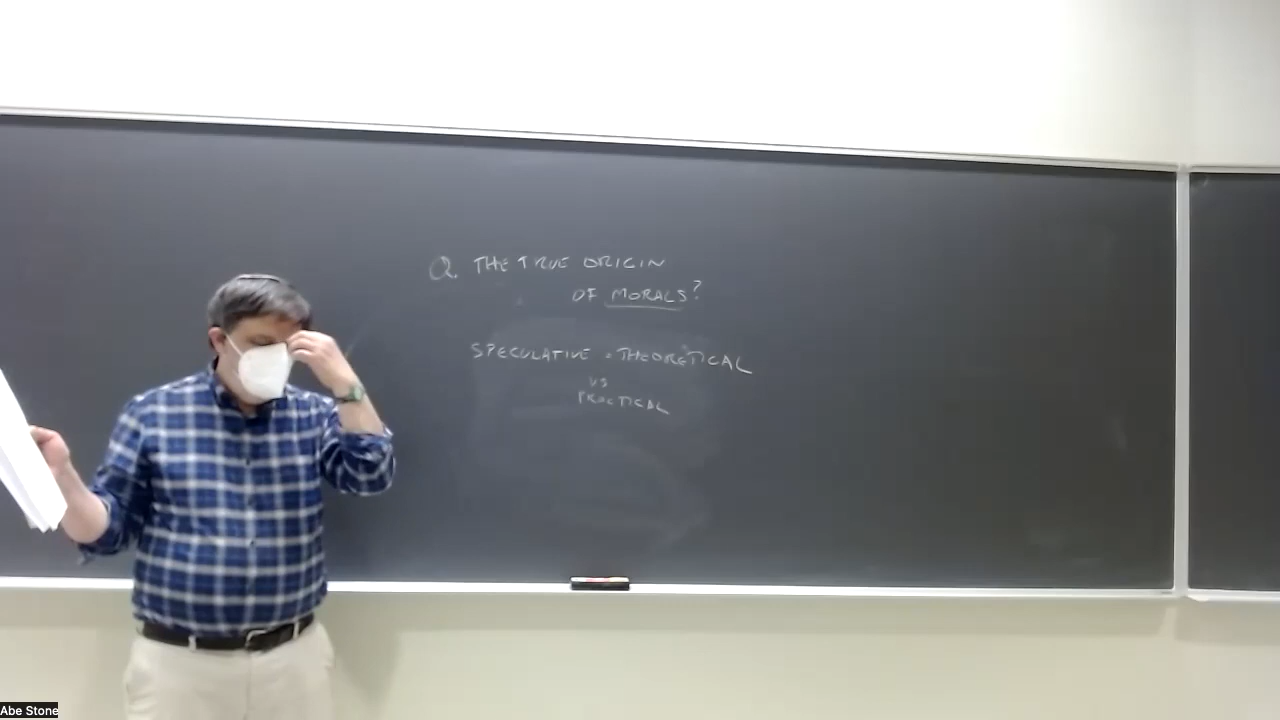 Q. THE TRUE ORIGIN
OF MORALS?
SPECULATIVE = THEORETICAL
VS
PRACTICAL
Abe Stone